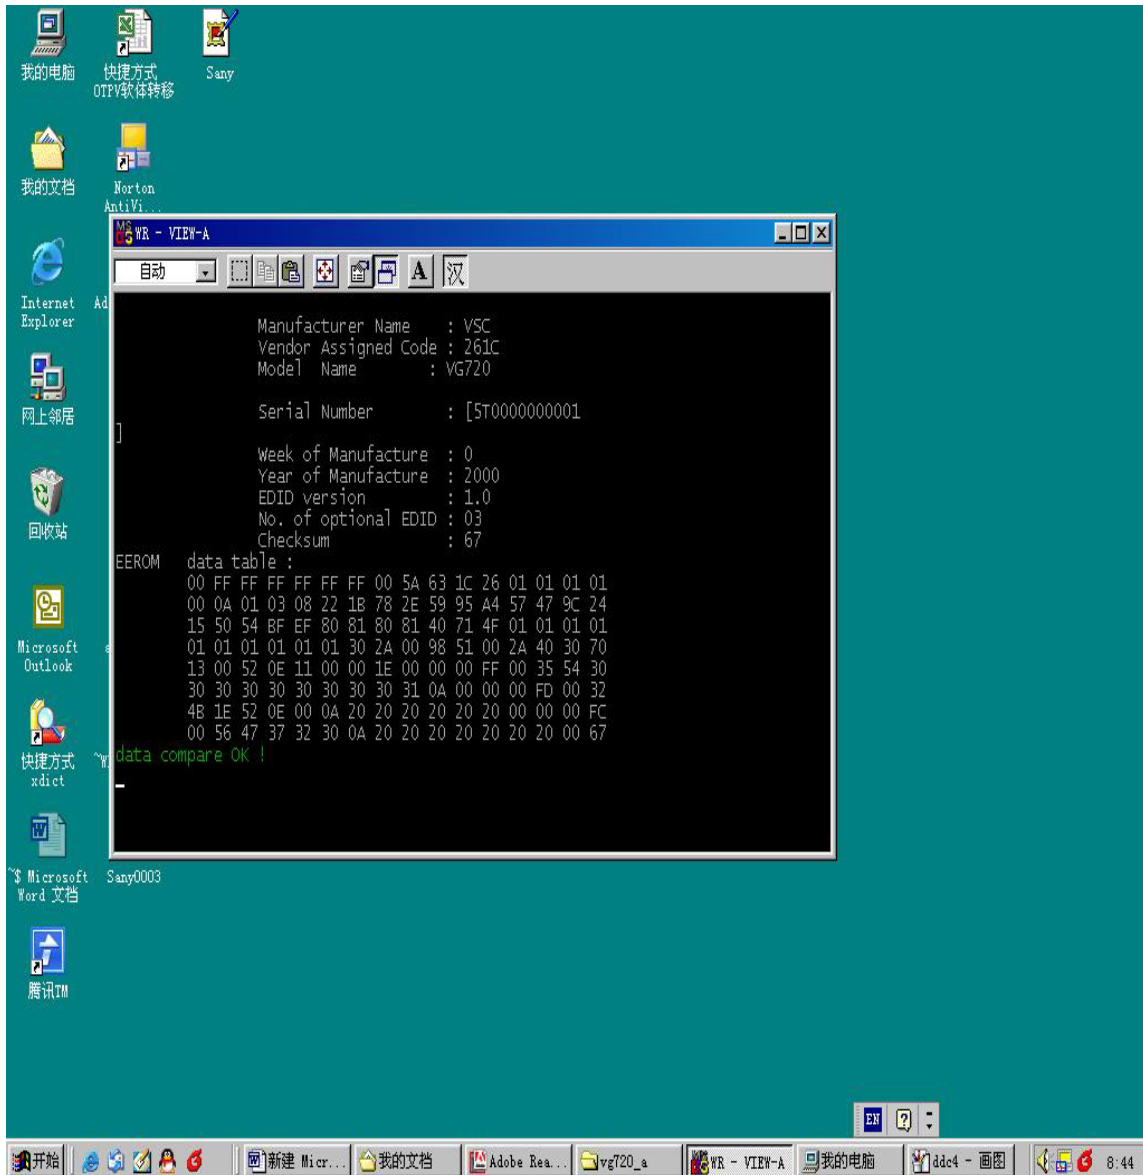 我的电脑
快捷方式
OTPV软体转移
Sany
我的文档
Norton
AntiVi...
Internet
Explorer
Ad
网上邻居
回收站
Microsoft
Outlook
快捷方式
xdict
~$ Microsoft
Word 文档
Sany0003
腾讯TM
WR - VIEW-A
自动
A
汉
Manufacturer Name : VSC
Vendor Assigned Code : 261C
Model Name : VG720
Serial Number : [5T0000000001
]
Week of Manufacture : 0
Year of Manufacture : 2000
EDID version : 1.0
No. of optional EDID : 03
Checksum : 67
EEROM data table :
00 FF FF FF FF FF FF 00 5A 63 1C 26 01 01 01 01
00 0A 01 03 08 22 1B 78 2E 59 95 A4 57 47 9C 24
15 50 54 BF EF 80 81 80 81 40 71 4F 01 01 01 01
01 01 01 01 01 01 30 2A 00 98 51 00 2A 40 30 70
13 00 52 0E 11 00 00 1E 00 00 00 FF 00 35 54 30
30 30 30 30 30 30 30 30 31 0A 00 00 00 FD 00 32
4B 1E 52 0E 00 0A 20 20 20 20 20 20 00 00 00 FC
00 56 47 37 32 30 0A 20 20 20 20 20 20 20 00 67
data compare OK !
EN
开始
新建 Micr...
我的文档
Adobe Rea...
vg720_a
WR - VIEW-A
我的电脑
ddc4 - 画图
8:44